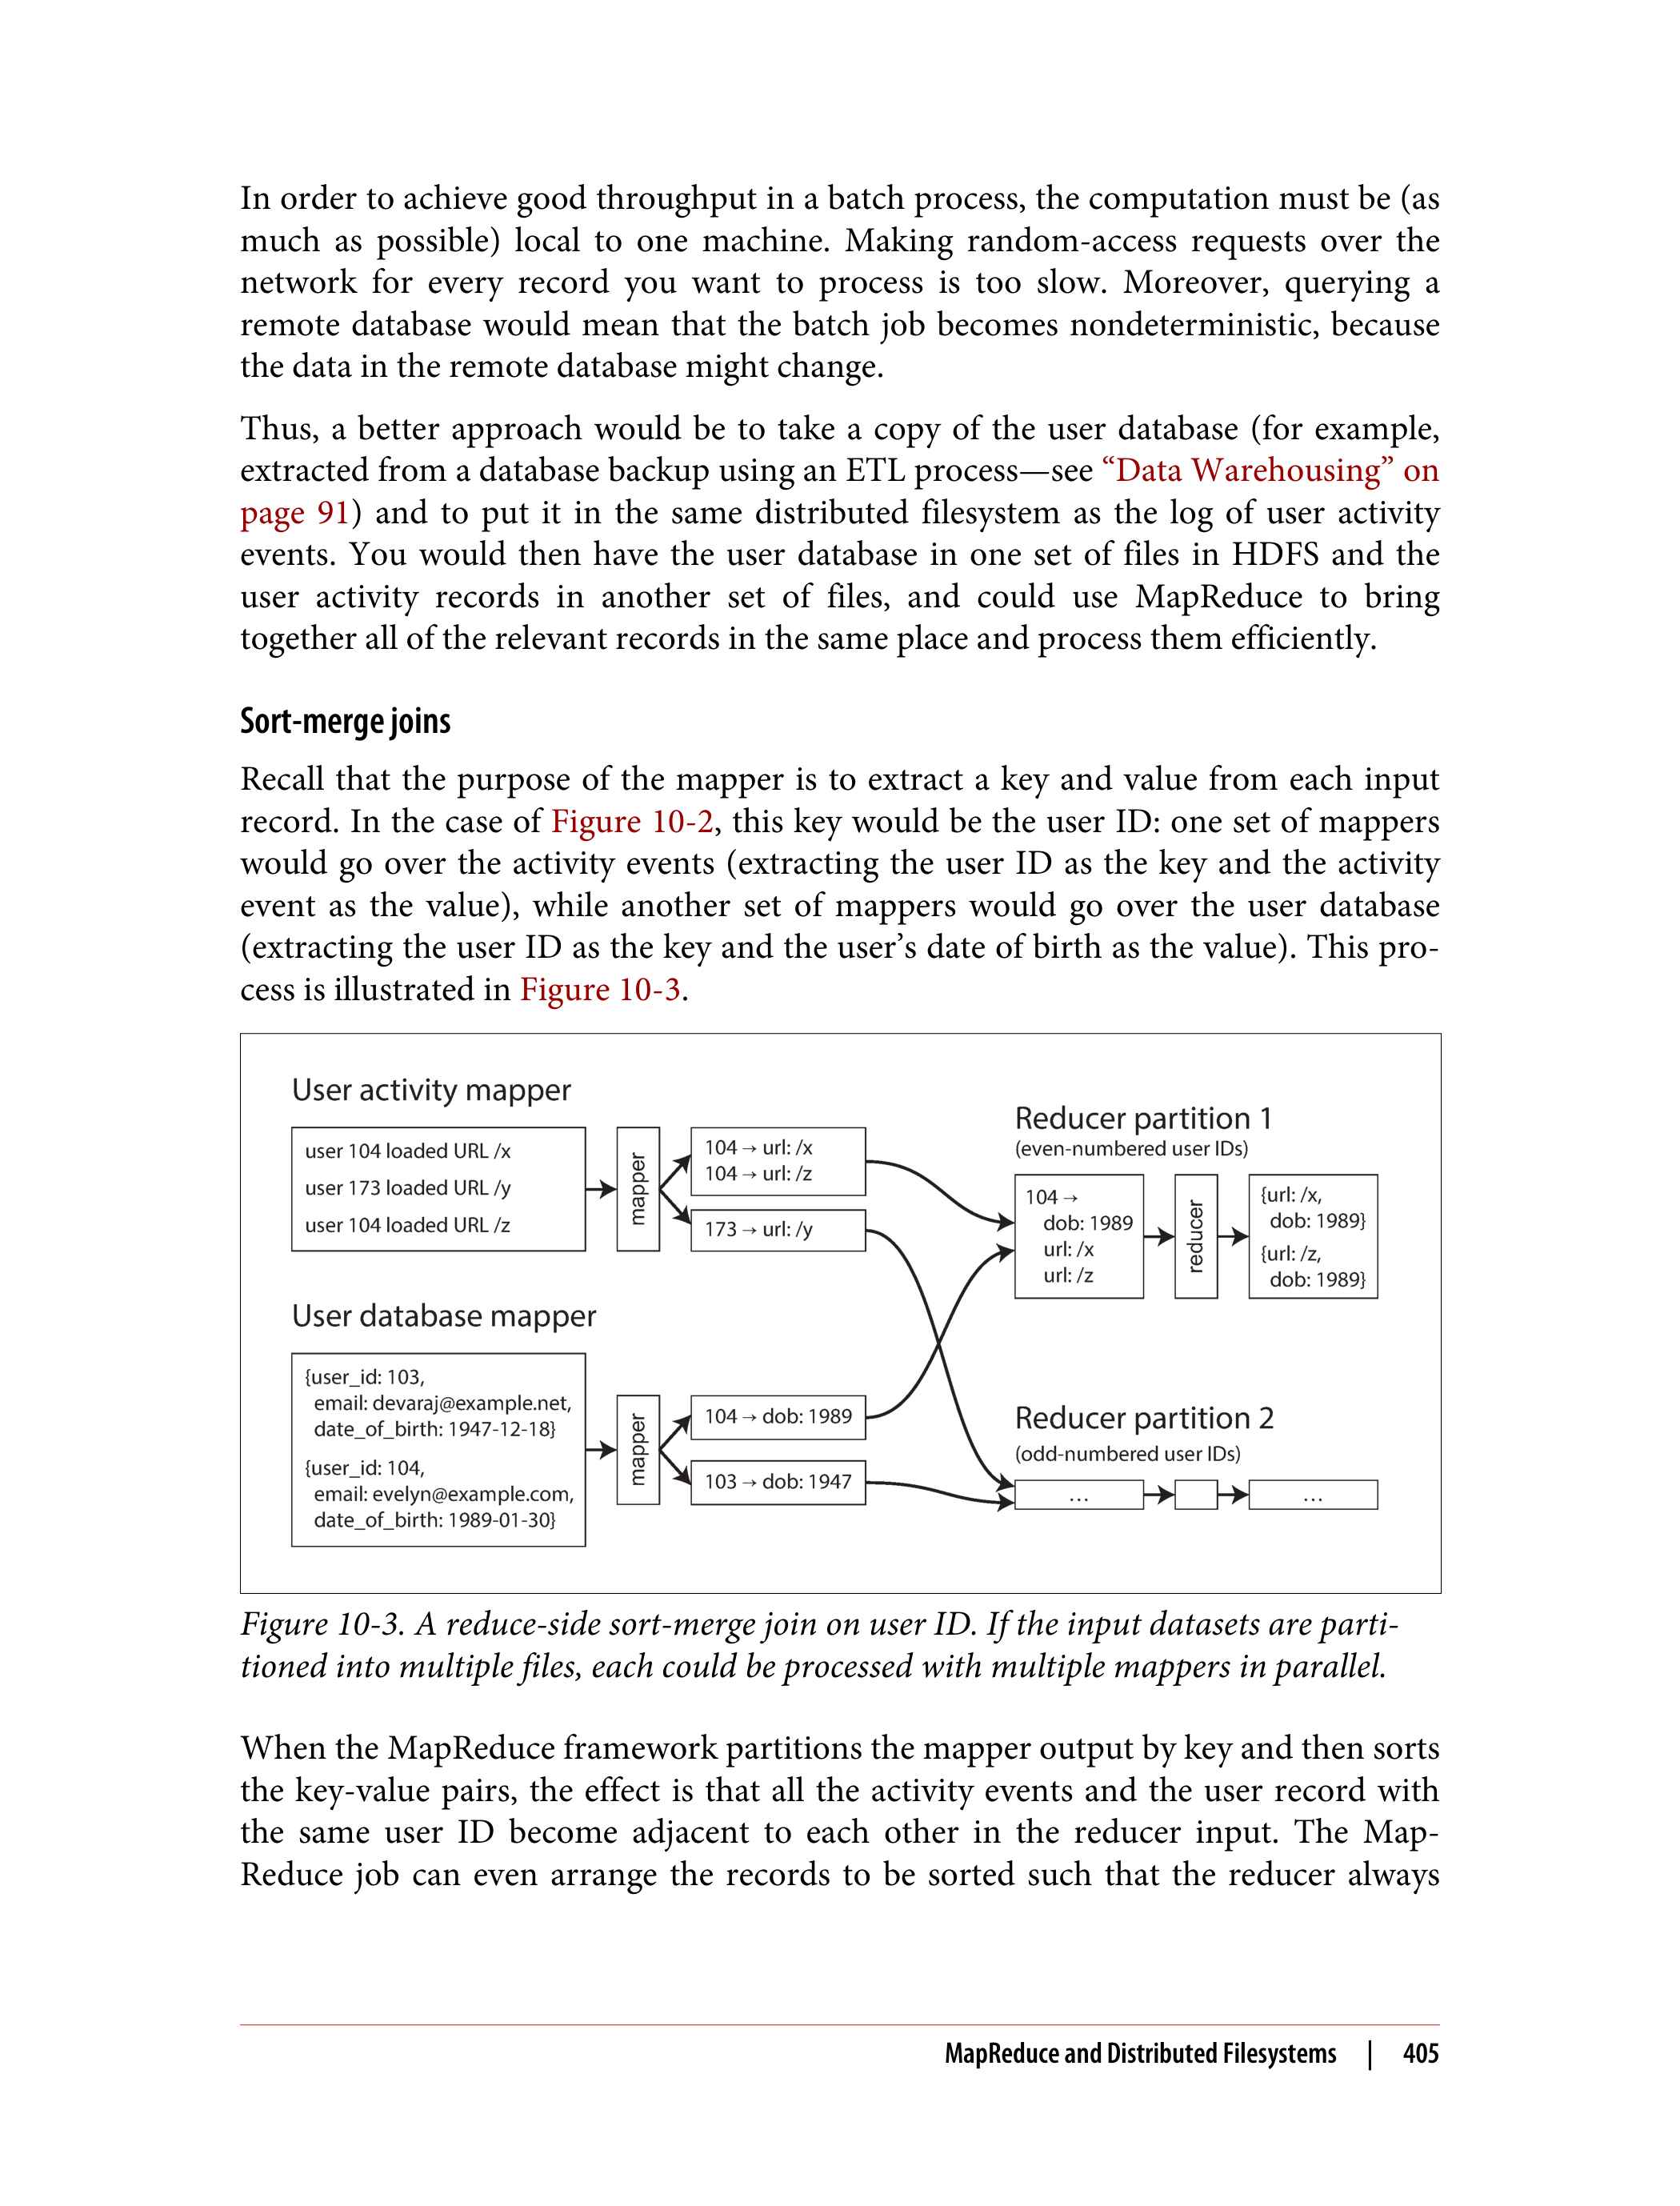 In order to achieve good throughput in a batch process, the computation must be (as
much as possible) local to one machine. Making random-access requests over the
network for every record you want to process is too slow. Moreover, querying a
remote database would mean that the batch job becomes nondeterministic, because
the data in the remote database might change.
Thus, a better approach would be to take a copy of the user database (for example,
extracted from a database backup using an ETL process—see “Data Warehousing” on
page 91) and to put it in the same distributed filesystem as the log of user activity
events. You would then have the user database in one set of files in HDFS and the
user activity records in another set of files, and could use MapReduce to bring
together all of the relevant records in the same place and process them efficiently.
Sort-merge joins
Recall that the purpose of the mapper is to extract a key and value from each input
record. In the case of Figure 10-2, this key would be the user ID: one set of mappers
would go over the activity events (extracting the user ID as the key and the activity
event as the value), while another set of mappers would go over the user database
(extracting the user ID as the key and the user’s date of birth as the value). This pro-
cess is illustrated in Figure 10-3.
User activity mapper
user 104 loaded URL /x
user 173 loaded URL /y
user 104 loaded URL /z
mapper
104 → url: /x
104 → url: /z
173 → url: /y
Reducer partition 1
(even-numbered user IDs)
104 →
dob: 1989
url: /x
url: /z
reducer
{url: /x,
dob: 1989}
{url: /z,
dob: 1989}
User database mapper
{user_id: 103,
email: devaraj@example.net,
date_of_birth: 1947-12-18}
{user_id: 104,
email: evelyn@example.com,
date_of_birth: 1989-01-30}
mapper
104 → dob: 1989
103 → dob: 1947
Reducer partition 2
(odd-numbered user IDs)
...
...
Figure 10-3. A reduce-side sort-merge join on user ID. If the input datasets are parti-
tioned into multiple files, each could be processed with multiple mappers in parallel.
When the MapReduce framework partitions the mapper output by key and then sorts
the key-value pairs, the effect is that all the activity events and the user record with
the same user ID become adjacent to each other in the reducer input. The Map-
Reduce job can even arrange the records to be sorted such that the reducer always
MapReduce and Distributed Filesystems | 405